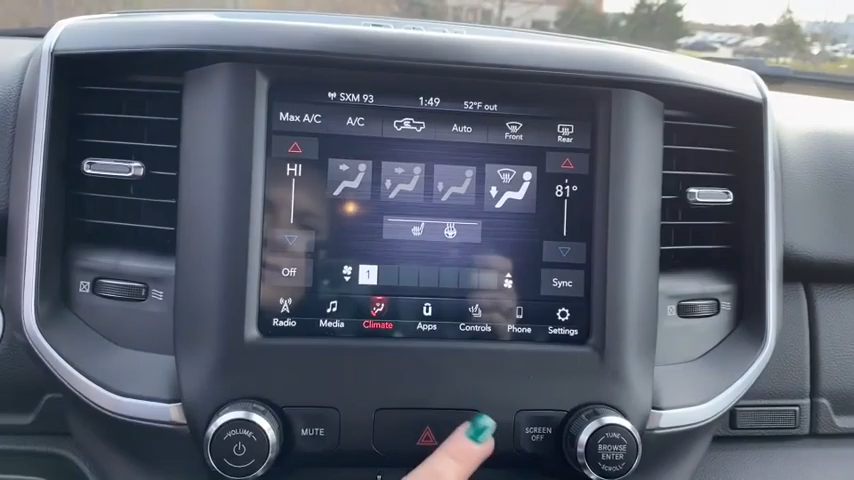 SXM 93 1:49 52°F out
Max A/C A/C Auto Front Rear
HI 81°
Off 1 Sync
Radio Media Climate Apps Controls Phone Settings
VOLUME MUTE SCREEN OFF TUNE BROWSE ENTER SCROLL